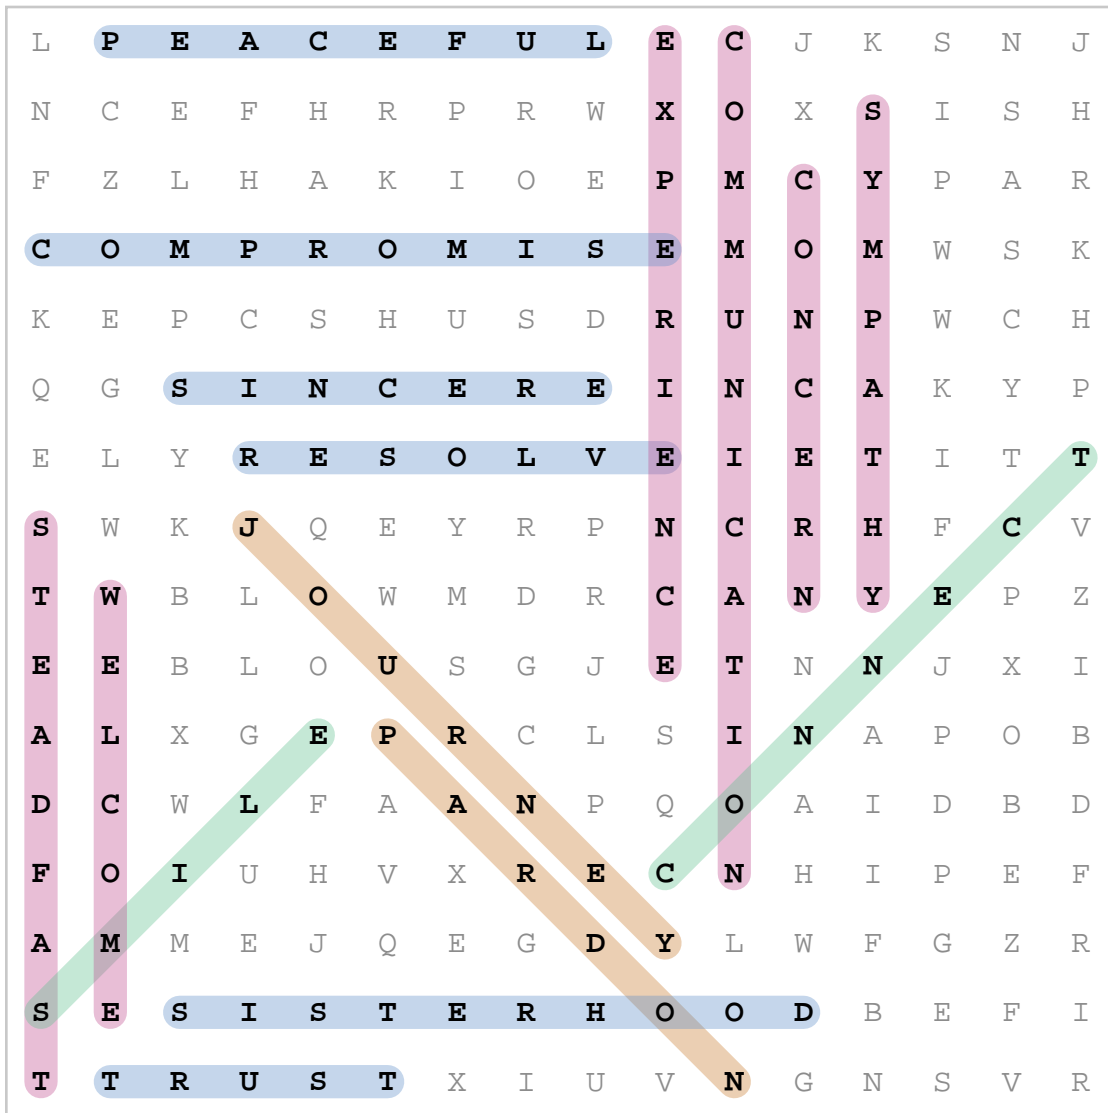 L P E A C E F U L E C J K S N J
N C E F H R P R W X O X S I S H
F Z L H A K I O E P M C Y P A R
C O M P R O M I S E M O M W S K
K E P C S H U S D R U N P W C H
Q G S I N C E R E I N C A K Y P
E L Y R E S O L V E I E T I T T
S W K J Q E Y R P N C R H F C V
T W B L O W M D R C A N Y E P Z
E E B L O U S G J E T N N J X I
A L X G E P R C L S I N A P O B
D C W L F A A N P Q O A I D B D
F O I U H V X R E C N H I P E F
A M M E J Q E G D Y L W F G Z R
S E S I S T E R H O O D B E F I
T T R U S T X I U V N G N S V R